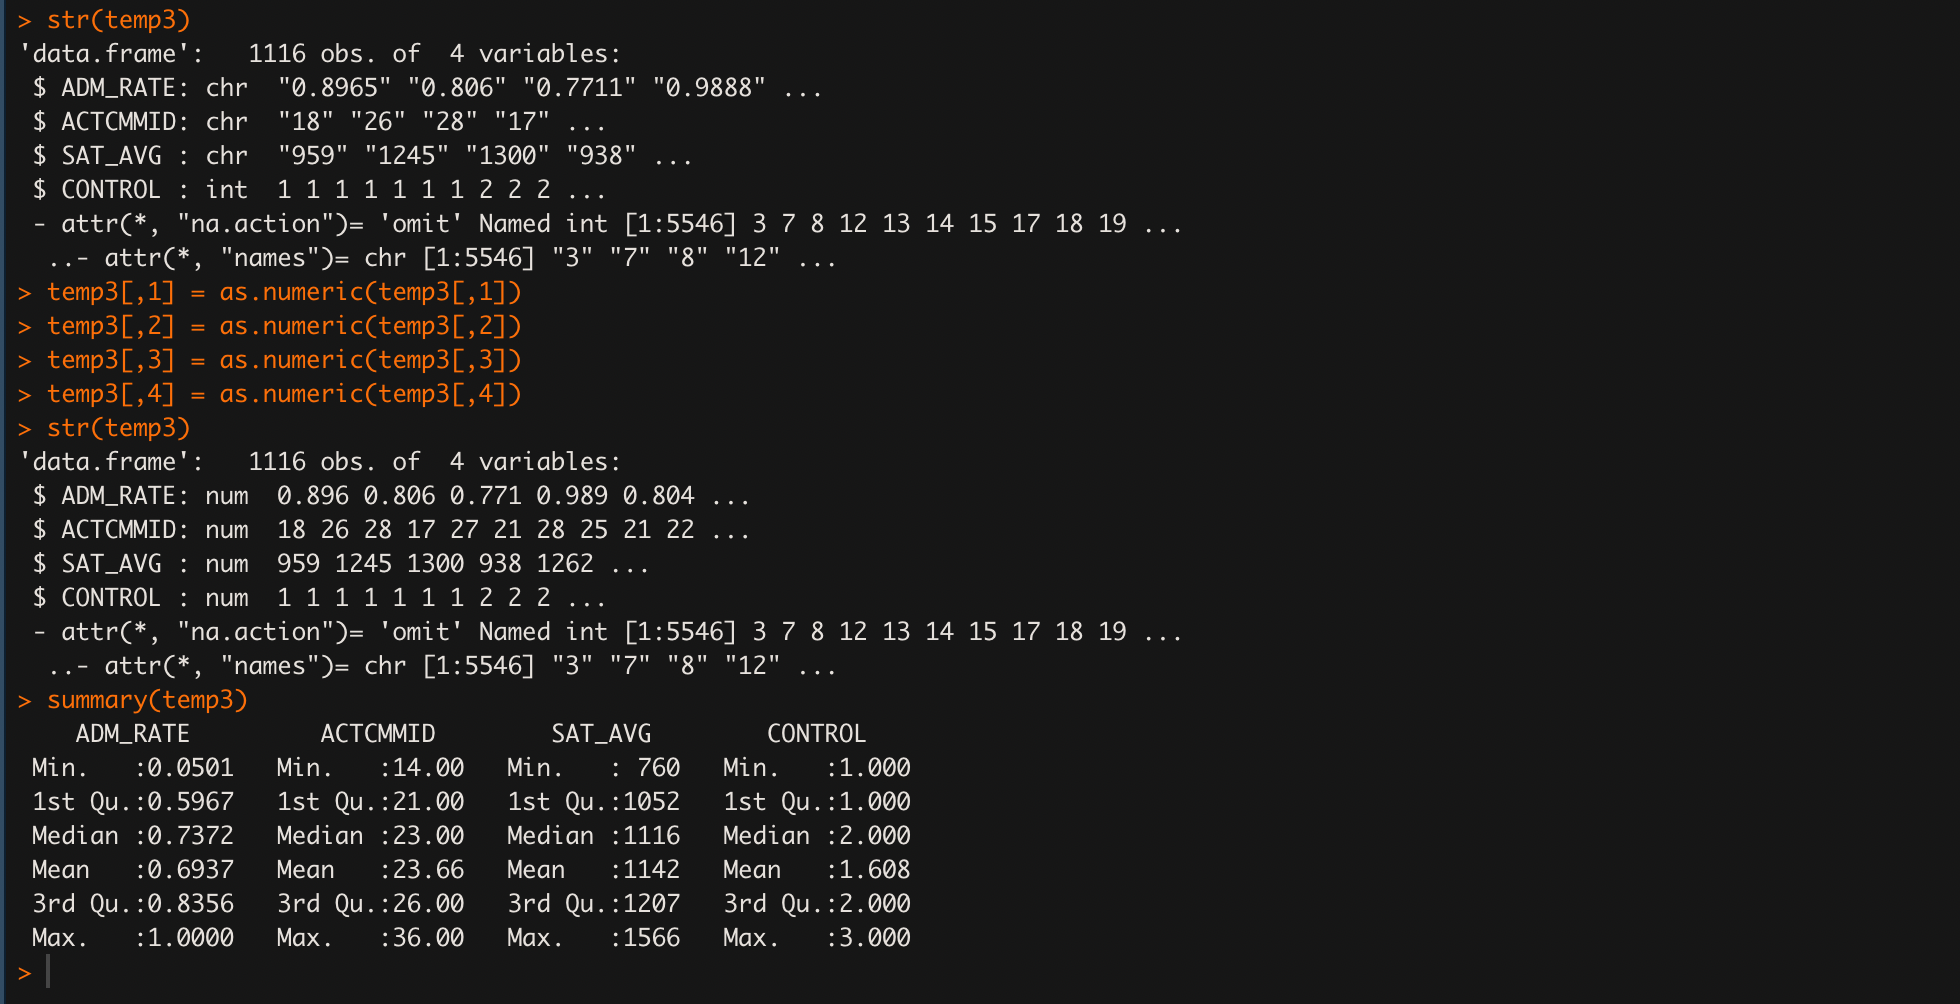 > str(temp3)
'data.frame':   1116 obs. of  4 variables:
 $ ADM_RATE: chr  "0.8965" "0.806" "0.7711" "0.9888" ...
 $ ACTCMMID: chr  "18" "26" "28" "17" ...
 $ SAT_AVG : chr  "959" "1245" "1300" "938" ...
 $ CONTROL : int  1 1 1 1 1 1 1 2 2 2 ...
 - attr(*, "na.action")= 'omit' Named int [1:5546] 3 7 8 12 13 14 15 17 18 19 ...
  ..- attr(*, "names")= chr [1:5546] "3" "7" "8" "12" ...
> temp3[,1] = as.numeric(temp3[,1])
> temp3[,2] = as.numeric(temp3[,2])
> temp3[,3] = as.numeric(temp3[,3])
> temp3[,4] = as.numeric(temp3[,4])
> str(temp3)
'data.frame':   1116 obs. of  4 variables:
 $ ADM_RATE: num  0.896 0.806 0.771 0.989 0.804 ...
 $ ACTCMMID: num  18 26 28 17 27 21 28 25 21 22 ...
 $ SAT_AVG : num  959 1245 1300 938 1262 ...
 $ CONTROL : num  1 1 1 1 1 1 1 2 2 2 ...
 - attr(*, "na.action")= 'omit' Named int [1:5546] 3 7 8 12 13 14 15 17 18 19 ...
  ..- attr(*, "names")= chr [1:5546] "3" "7" "8" "12" ...
> summary(temp3)
    ADM_RATE         ACTCMMID        SAT_AVG        CONTROL
 Min.   :0.0501   Min.   :14.00   Min.   : 760   Min.   :1.000
 1st Qu.:0.5967   1st Qu.:21.00   1st Qu.:1052   1st Qu.:1.000
 Median :0.7372   Median :23.00   Median :1116   Median :2.000
 Mean   :0.6937   Mean   :23.66   Mean   :1142   Mean   :1.608
 3rd Qu.:0.8356   3rd Qu.:26.00   3rd Qu.:1207   3rd Qu.:2.000
 Max.   :1.0000   Max.   :36.00   Max.   :1566   Max.   :3.000
>